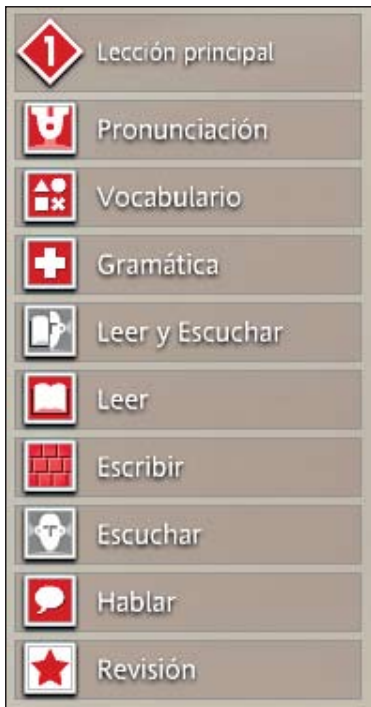 1 Lección principal
Pronunciación
Vocabulario
Gramática
Leer y Escuchar
Leer
Escribir
Escuchar
Hablar
Revisión